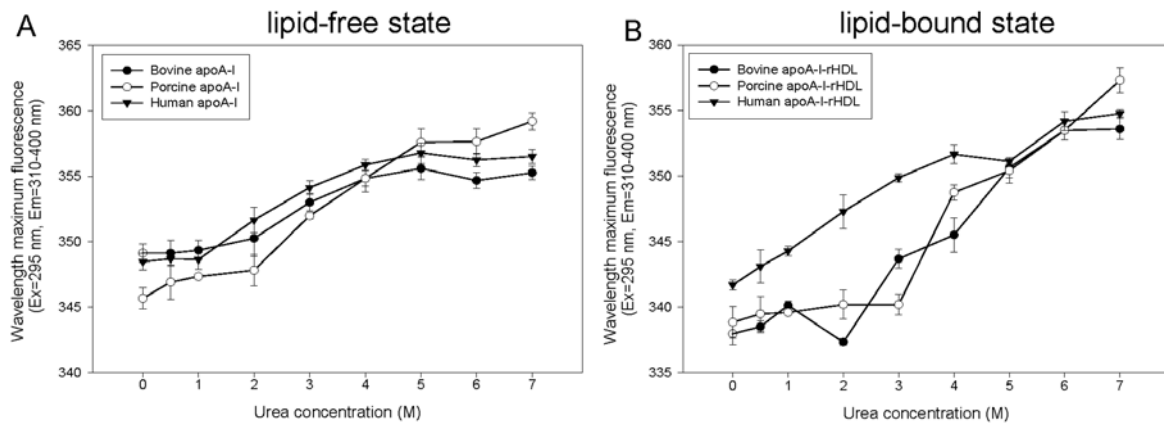 A
lipid-free state
Wavelength maximum fluorescence
(Ex=295 nm, Em=310-400 nm)
365
360
355
350
345
340
Bovine apoA-I
Porcine apoA-I
Human apoA-I
0 1 2 3 4 5 6 7
Urea concentration (M)
B
lipid-bound state
Wavelength maximum fluorescence
(Ex=295 nm, Em=310-400 nm)
360
355
350
345
340
335
Bovine apoA-I-rHDL
Porcine apoA-I-rHDL
Human apoA-I-rHDL
0 1 2 3 4 5 6 7
Urea concentration (M)